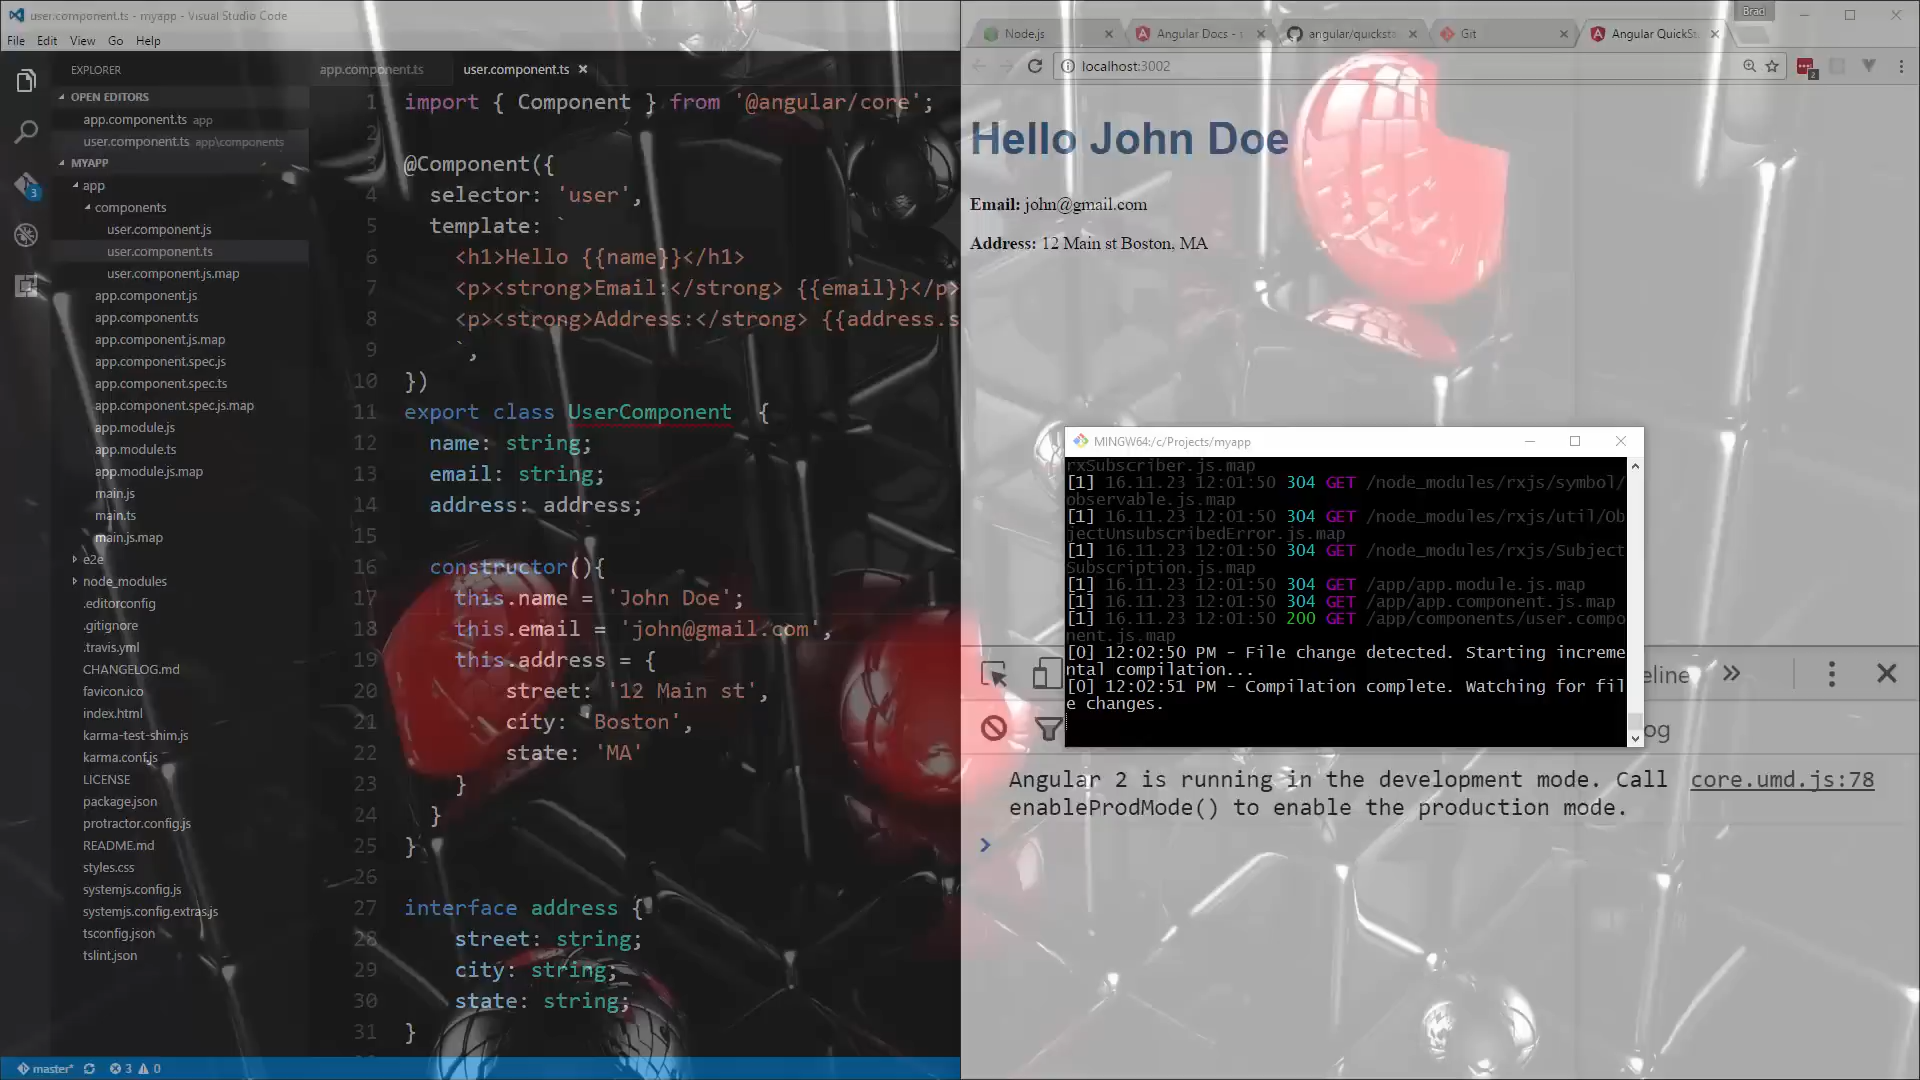 user.component.ts - myapp - Visual Studio Code
File Edit View Go Help
EXPLORER
OPEN EDITORS
app.component.ts app
user.component.ts app\components
MYAPP
app
components
user.component.js
user.component.ts
user.component.js.map
app.component.js
app.component.ts
app.component.js.map
app.component.spec.js
app.component.spec.ts
app.component.spec.js.map
app.module.js
app.module.ts
app.module.js.map
main.js
main.ts
main.js.map
e2e
node_modules
.editorconfig
.gitignore
.travis.yml
CHANGELOG.md
favicon.ico
index.html
karma-test-shim.js
karma.conf.js
LICENSE
package.json
protractor.config.js
README.md
styles.css
systemjs.config.js
systemjs.config.extras.js
tsconfig.json
tslint.json
3
master* 3 0
app.component.ts user.component.ts
1 import { Component } from '@angular/core';
2
3 @Component({
4 selector: 'user',
5 template: `
6 <h1>Hello {{name}}</h1>
7 <p><strong>Email:</strong> {{email}}</p>
8 <p><strong>Address:</strong> {{address.s
9 `,
10 })
11 export class UserComponent {
12 name: string;
13 email: string;
14 address: address;
15
16 constructor(){
17 this.name = 'John Doe';
18 this.email = 'john@gmail.com',
19 this.address = {
20 street: '12 Main st',
21 city: 'Boston',
22 state: 'MA'
23 }
24 }
25 }
26
27 interface address {
28 street: string;
29 city: string;
30 state: string;
31 }
Brad
Node.js Angular Docs - Git Angular QuickSt
localhost:3002
2
Hello John Doe
Email: john@gmail.com
Address: 12 Main st Boston, MA
MINGW64:/c/Projects/myapp
rxSubscriber.js.map
[1] 16.11.23 12:01:50 304 GET /node_modules/rxjs/symbol/
observable.js.map
[1] 16.11.23 12:01:50 304 GET /node_modules/rxjs/util/Ob
jectUnsubscribedError.js.map
[1] 16.11.23 12:01:50 304 GET /node_modules/rxjs/Subject
Subscription.js.map
[1] 16.11.23 12:01:50 304 GET /app/app.module.js.map
[1] 16.11.23 12:01:50 304 GET /app/app.component.js.map
[1] 16.11.23 12:01:50 200 GET /app/components/user.compo
nent.js.map
[0] 12:02:50 PM - File change detected. Starting increme
ntal compilation...
[0] 12:02:51 PM - Compilation complete. Watching for fil
e changes.
eline
og
Angular 2 is running in the development mode. Call core.umd.js:78
enableProdMode() to enable the production mode.